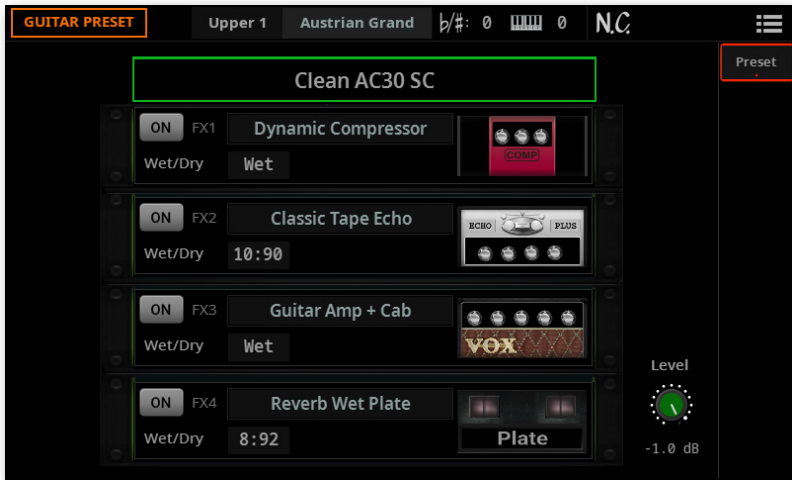 GUITAR PRESET Upper 1 Austrian Grand ♭/#: 0 0 N.C.
Preset
Clean AC30 SC
ON FX1 Dynamic Compressor
COMP
Wet/Dry Wet
ON FX2 Classic Tape Echo
ECHO PLUS
Wet/Dry 10:90
ON FX3 Guitar Amp + Cab
Wet/Dry Wet
VOX
Level
ON FX4 Reverb Wet Plate
Wet/Dry 8:92
Plate
-1.0 dB